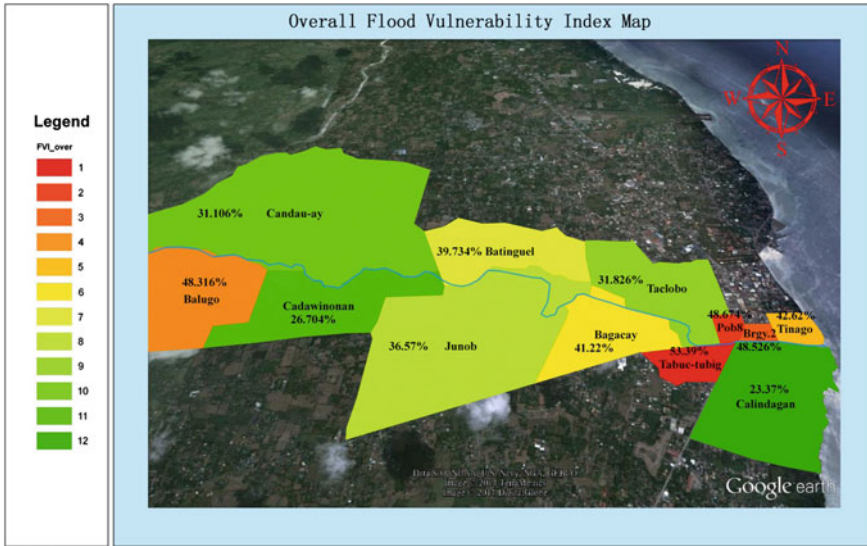 Overall Flood Vulnerability Index Map
N
W E
S
Legend
FVI_over
1
2
3
4
5
6
7
8
9
10
11
12
31.106% Candau-ay
39.734% Batinguel
48.316%
Balugo
Cadawinonan
26.704%
31.826%
Taclobo
36.57% Junob
Bagacay
41.22%
48.674%
Pob8
Brgy.2
48.526%
42.62%
Tinago
53.39%
Tabuc-tubig
23.37%
Calindagan
Google earth